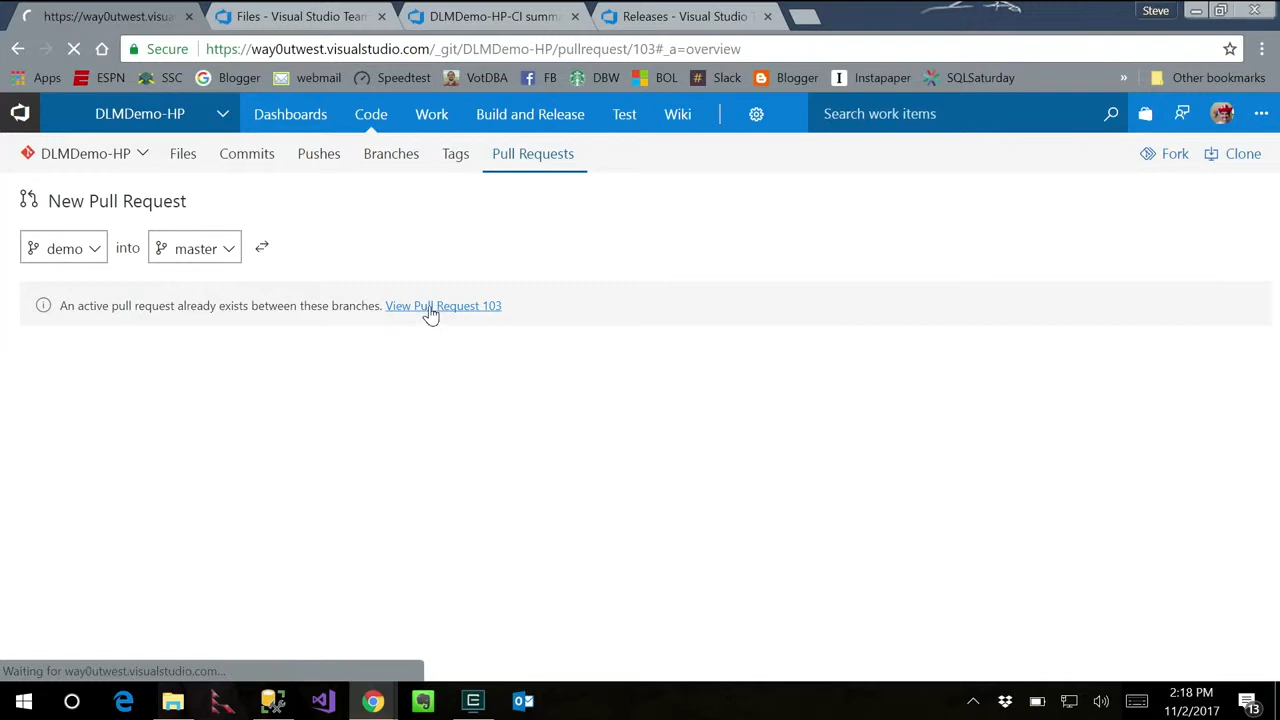 https://way0utwest.visua
Files - Visual Studio Team
DLMDemo-HP-CI summa
Releases - Visual Studio T
Steve
Secure https://way0utwest.visualstudio.com/_git/DLMDemo-HP/pullrequest/103#_a=overview
Apps ESPN SSC Blogger webmail Speedtest VotDBA FB DBW BOL Slack Blogger Instapaper SQLSaturday » Other bookmarks
DLMDemo-HP Dashboards Code Work Build and Release Test Wiki Search work items
DLMDemo-HP Files Commits Pushes Branches Tags Pull Requests Fork Clone
New Pull Request
demo into master
An active pull request already exists between these branches. View Pull Request 103
Waiting for way0utwest.visualstudio.com...
2:18 PM
11/2/2017
13